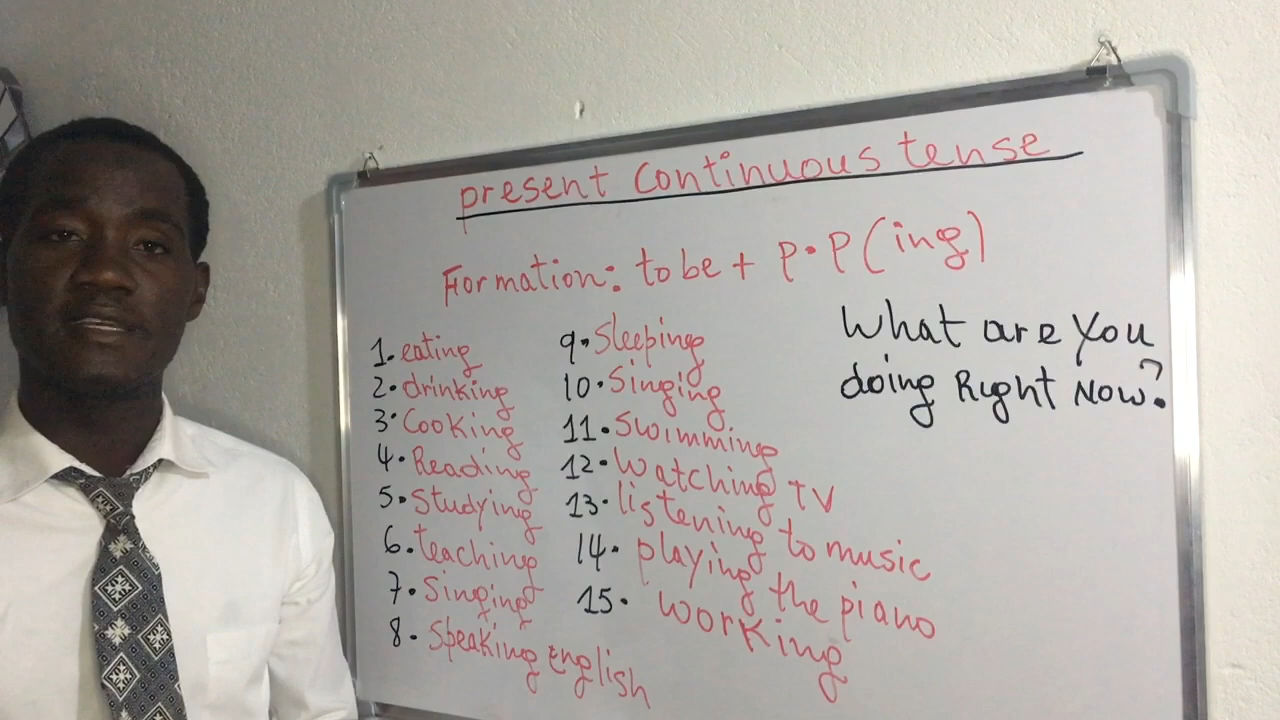 present continuous tense
Formation: to be + p.p (ing)
1. eating
2. drinking
3. Cooking
4. Reading
5. Studying
6. teaching
7. Singing
8. Speaking English
9. Sleeping
10. Singing
11. Swimming
12. Watching TV
13. listening to music
14. playing the piano
15. working
What are you
doing Right Now?